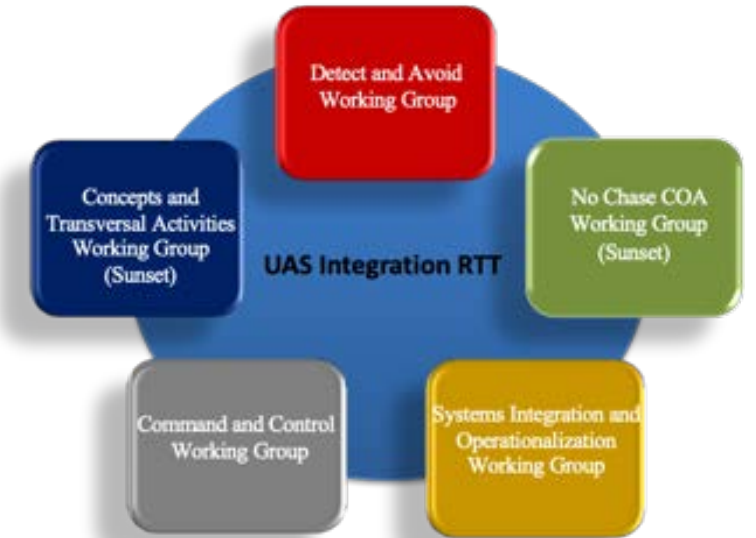 Detect and Avoid
Working Group
Concepts and
Transversal Activities
Working Group
(Sunset)
No Chase COA
Working Group
(Sunset)
UAS Integration RTT
Command and Control
Working Group
Systems Integration and
Operationalization
Working Group